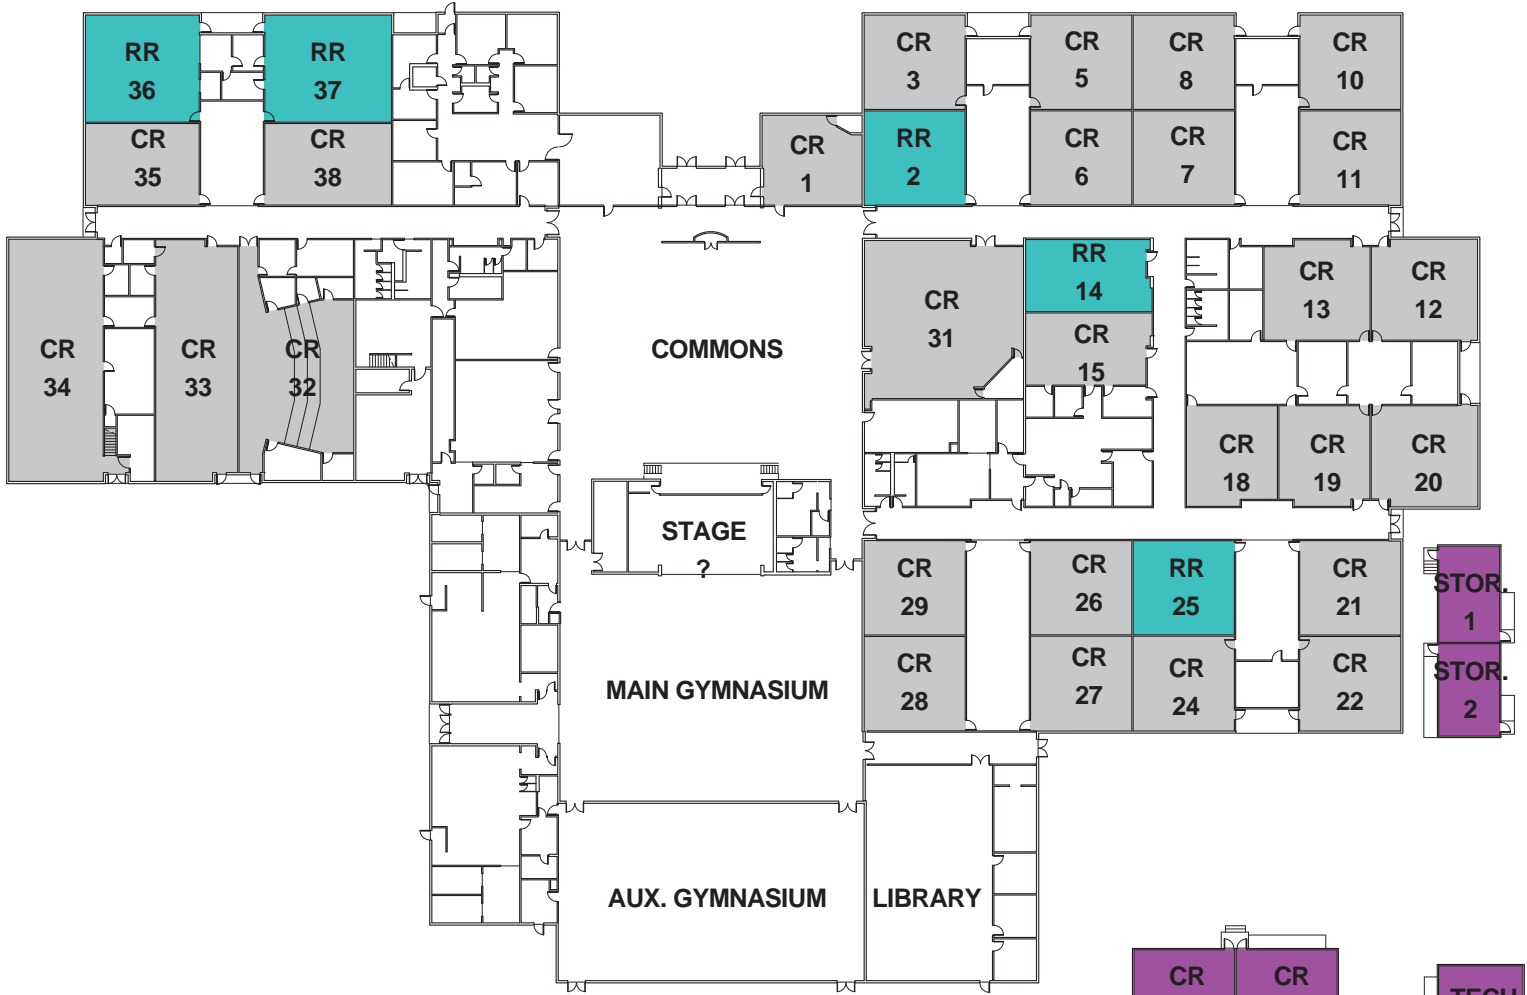 RR
36
RR
37
CR
35
CR
38
CR
1
CR
3
RR
2
CR
5
CR
8
CR
10
CR
6
CR
7
CR
11
CR
34
CR
33
CR
32
COMMONS
CR
31
RR
14
CR
15
CR
13
CR
12
CR
18
CR
19
CR
20
STAGE
?
CR
29
CR
26
RR
25
CR
21
STOR.
1
CR
28
CR
27
CR
24
CR
22
STOR.
2
MAIN GYMNASIUM
AUX. GYMNASIUM
LIBRARY
CR
CR
TECH